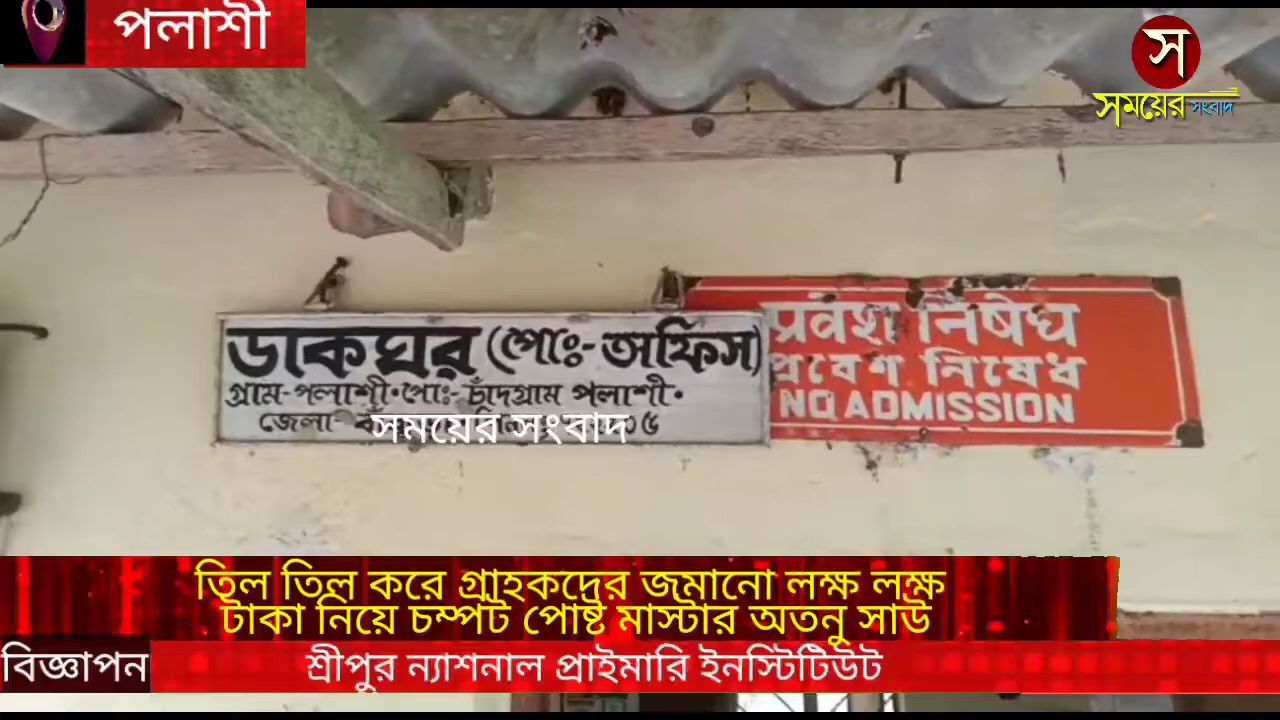 পলাশী
স
সময়ের সংবাদ
ডাকঘর (পোঃ- অফিস)
গ্রাম-পলাশী·পোঃ- চাঁদগ্রাম পলাশী·
জেলা-
সময়ের সংবাদ
प्रवेश निषेध
প্রবেশ নিষেধ
NO ADMISSION
তিল তিল করে গ্রাহকদের জমানো লক্ষ লক্ষ
টাকা নিয়ে চম্পট পোষ্ট মাস্টার অতনু সাউ
বিজ্ঞাপন
শ্রীপুর ন্যাশনাল প্রাইমারি ইনস্টিটিউট